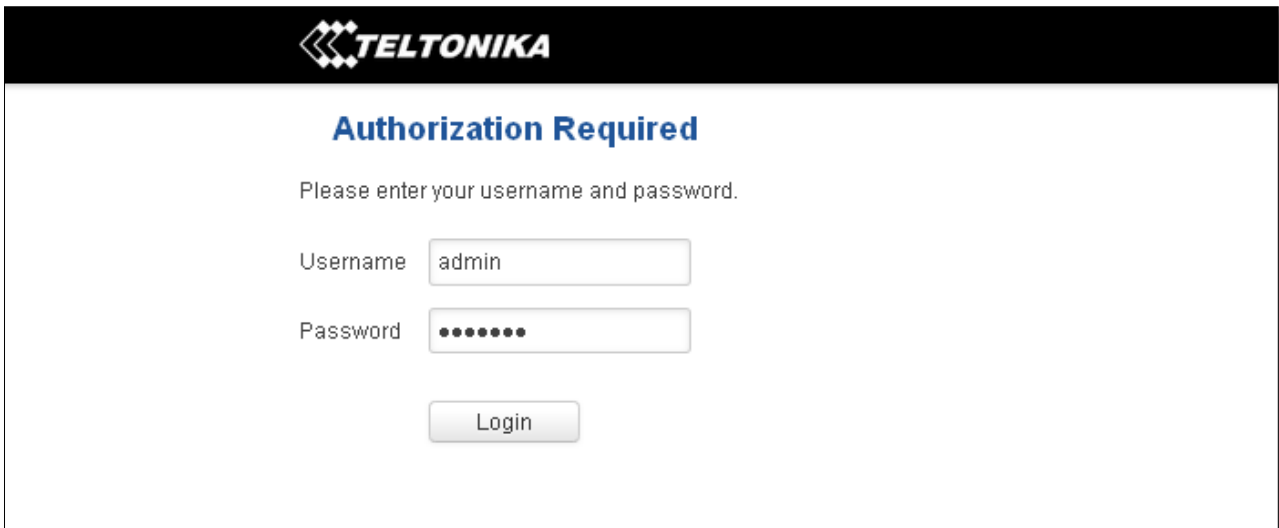 TELTONIKA
Authorization Required
Please enter your username and password.
Username admin
Password •••••••
Login